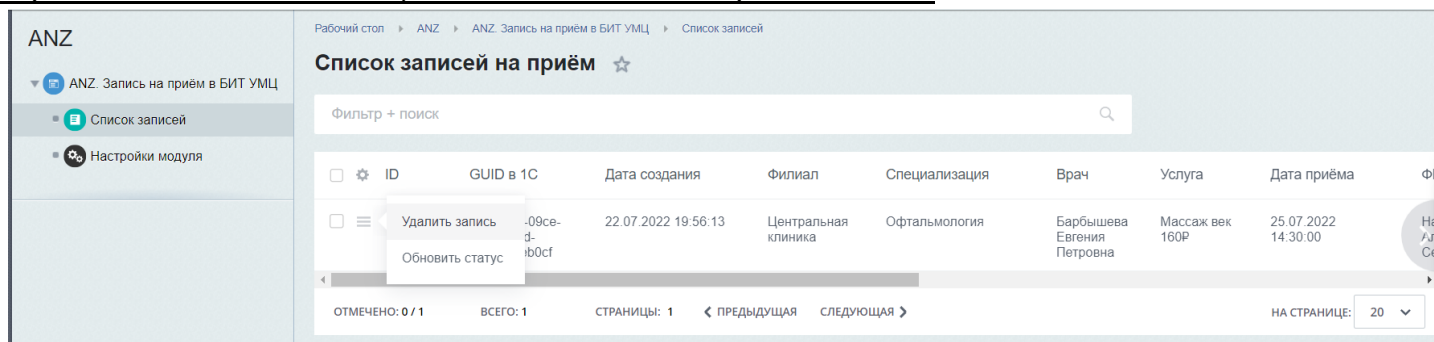 ANZ
ANZ. Запись на приём в БИТ УМЦ
Список записей
Настройки модуля
Рабочий стол ANZ ANZ. Запись на приём в БИТ УМЦ Список записей
Список записей на приём
Фильтр + поиск
ID GUID в 1С Дата создания Филиал Специализация Врач Услуга Дата приёма
Удалить запись
Обновить статус
-09ce-
22.07.2022 19:56:13
Центральная
клиника
Офтальмология
Барбышева
Евгения
Петровна
Массаж век
160₽
25.07.2022
14:30:00
ОТМЕЧЕНО: 0 / 1 ВСЕГО: 1 СТРАНИЦЫ: 1 ПРЕДЫДУЩАЯ СЛЕДУЮЩАЯ НА СТРАНИЦЕ: 20